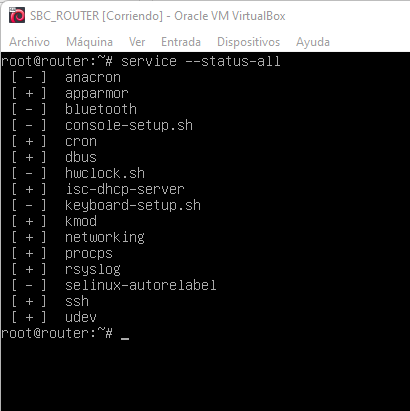 SBC_ROUTER [Corriendo] - Oracle VM VirtualBox
Archivo Máquina Ver Entrada Dispositivos Ayuda
root@router:~# service --status-all
[ - ] anacron
[ + ] apparmor
[ - ] bluetooth
[ - ] console-setup.sh
[ + ] cron
[ + ] dbus
[ - ] hwclock.sh
[ + ] isc-dhcp-server
[ - ] keyboard-setup.sh
[ + ] kmod
[ + ] networking
[ + ] procps
[ + ] rsyslog
[ - ] selinux-autorelabel
[ + ] ssh
[ + ] udev
root@router:~# _